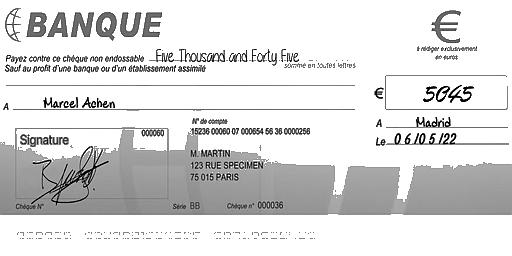 BANQUE
€
à rédiger exclusivement
en euros
Payez contre ce chèque non endossable Five Thousand and Forty Five
Sauf au profit d'une banque ou d'un établissement assimilé
somme en toutes lettres
€ 5045
A Marcel Achen
A Madrid
Le 06/05/22
Signature
000060
N° de compte
15236 00060 07 000654 56 36 0000256
M. MARTIN
123 RUE SPECIMEN
75 015 PARIS
Chèque N°
Série BB
Chèque n° 000036